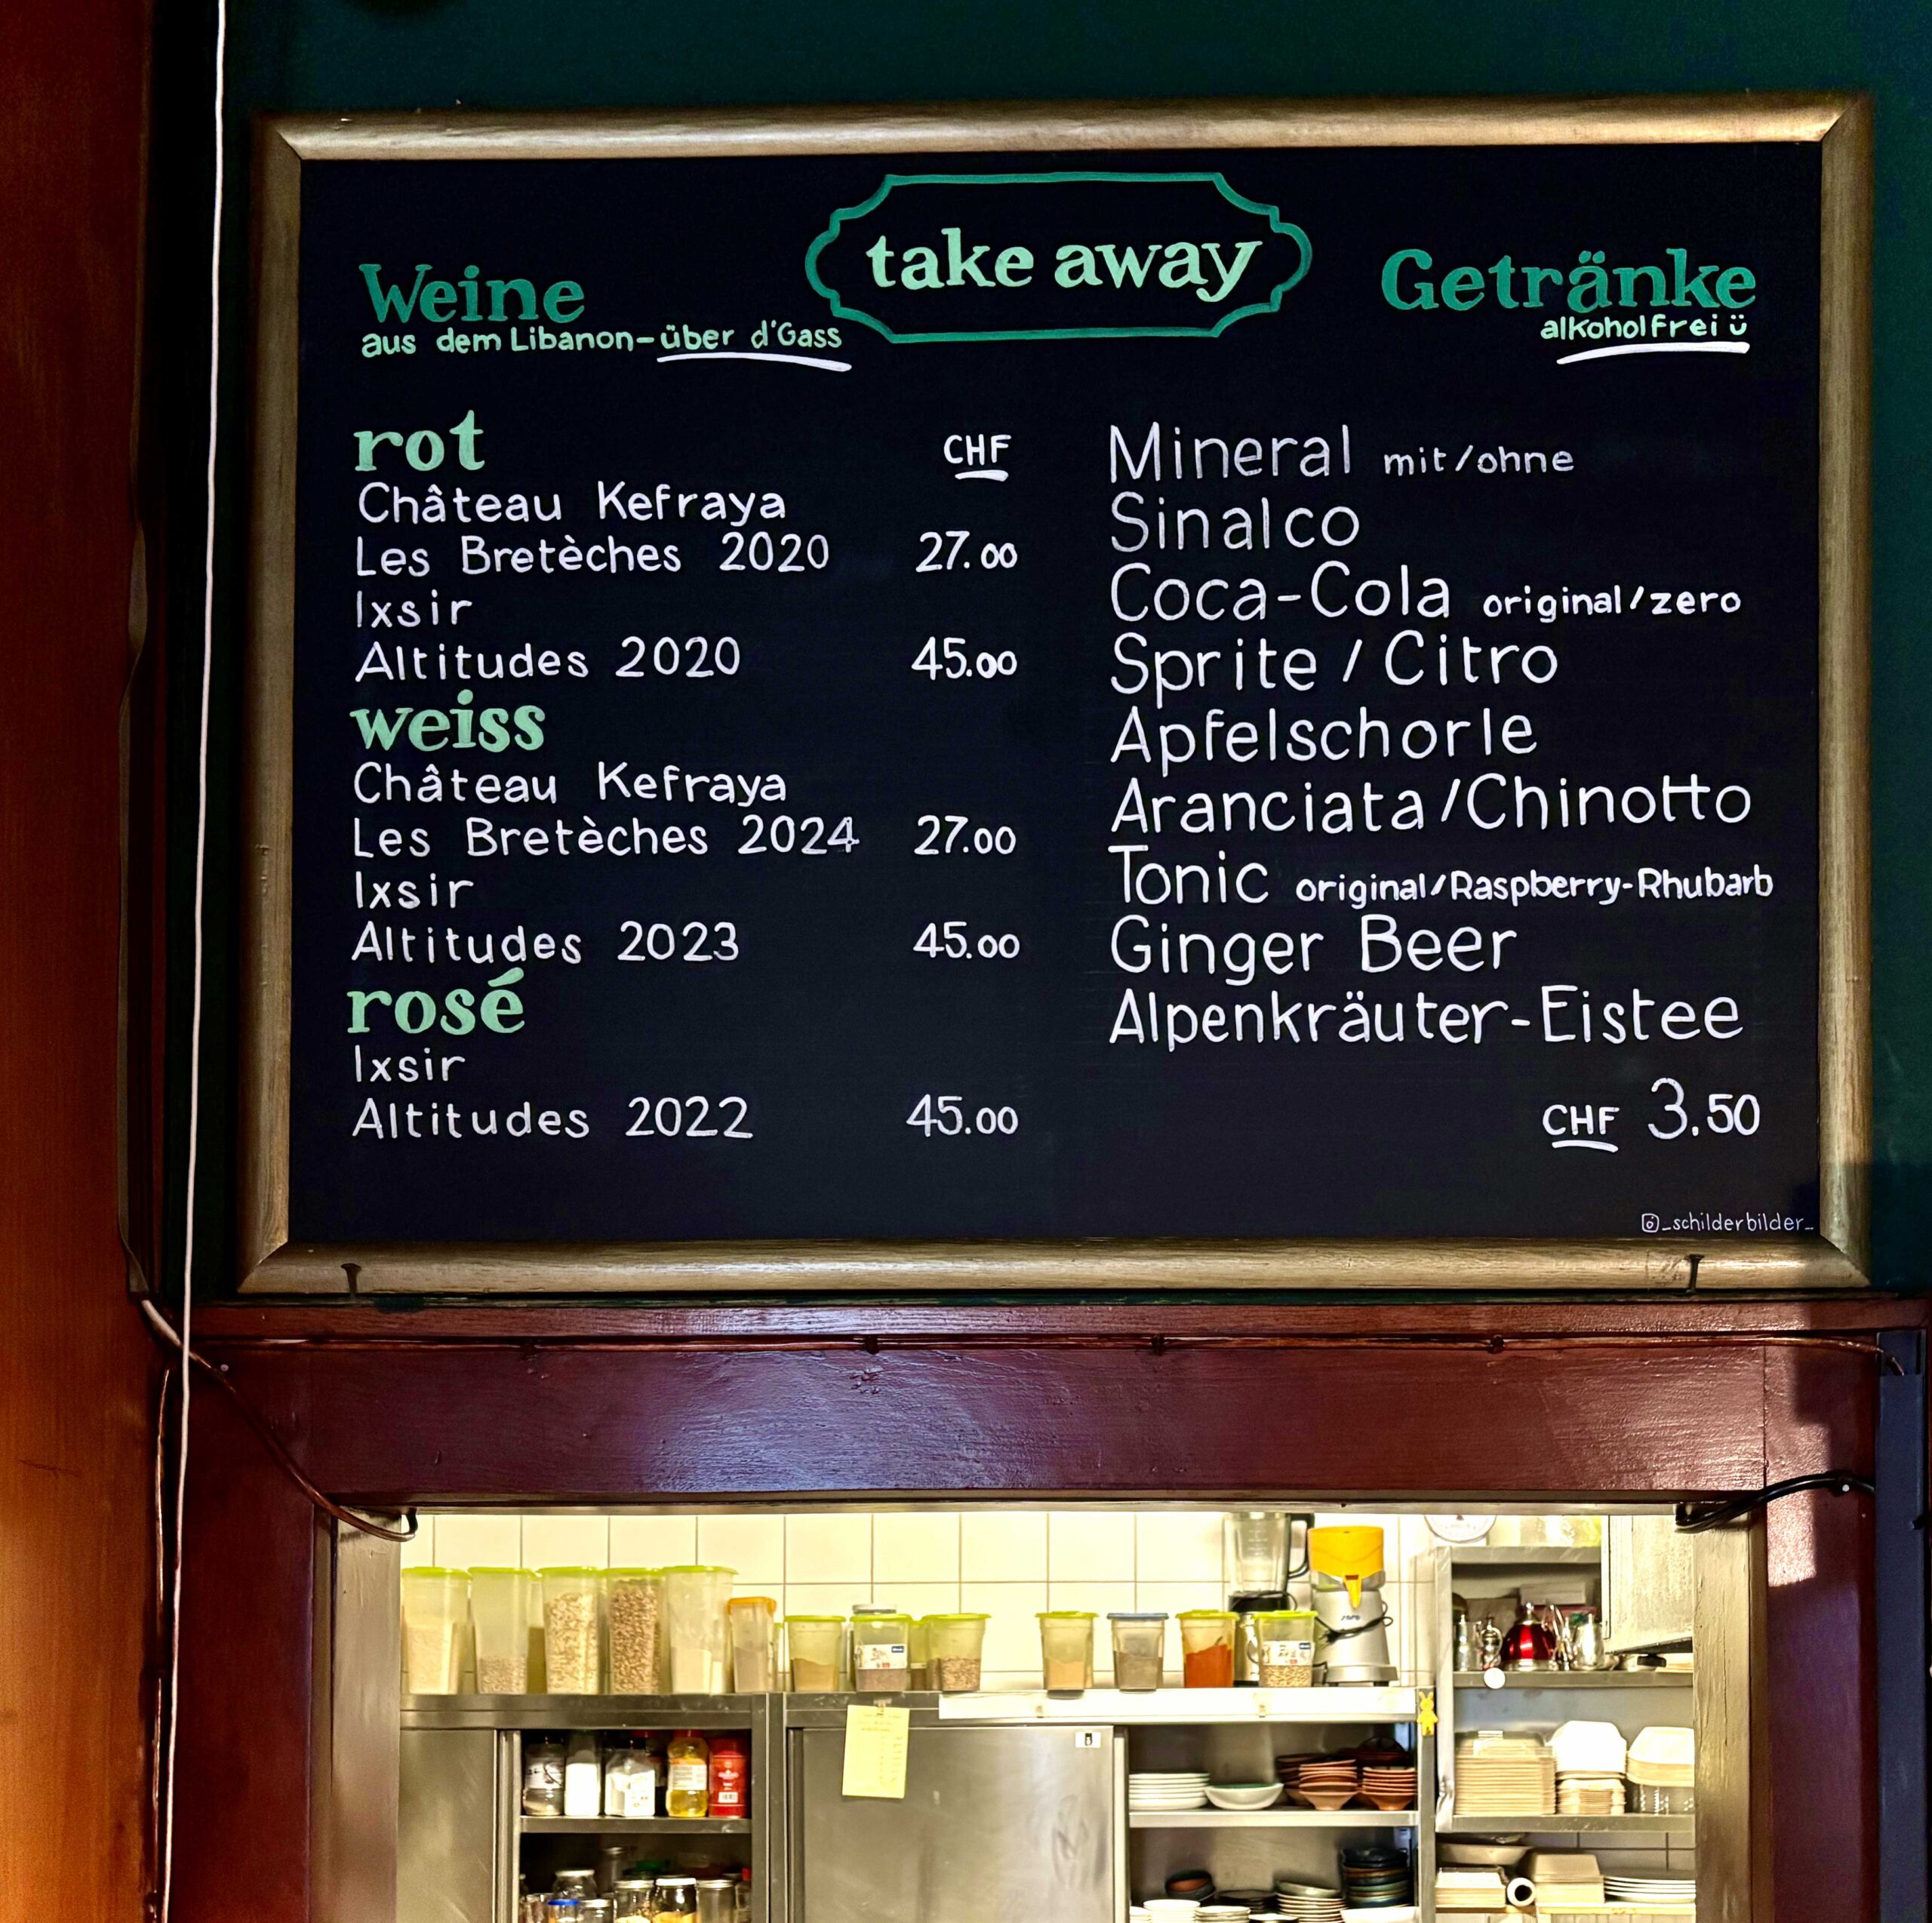 take away
Weine
aus dem Libanon-über d'Gass
rot
CHF
Château Kefraya
Les Bretèches 2020 27.00
Ixsir
Altitudes 2020 45.00
weiss
Château Kefraya
Les Bretèches 2024 27.00
Ixsir
Altitudes 2023 45.00
rosé
Ixsir
Altitudes 2022 45.00
Getränke
alkoholfrei ü
Mineral mit/ohne
Sinalco
Coca-Cola original/zero
Sprite / Citro
Apfelschorle
Aranciata/Chinotto
Tonic original/Raspberry-Rhubarb
Ginger Beer
Alpenkräuter-Eistee
CHF 3.50
_schilderbilder_